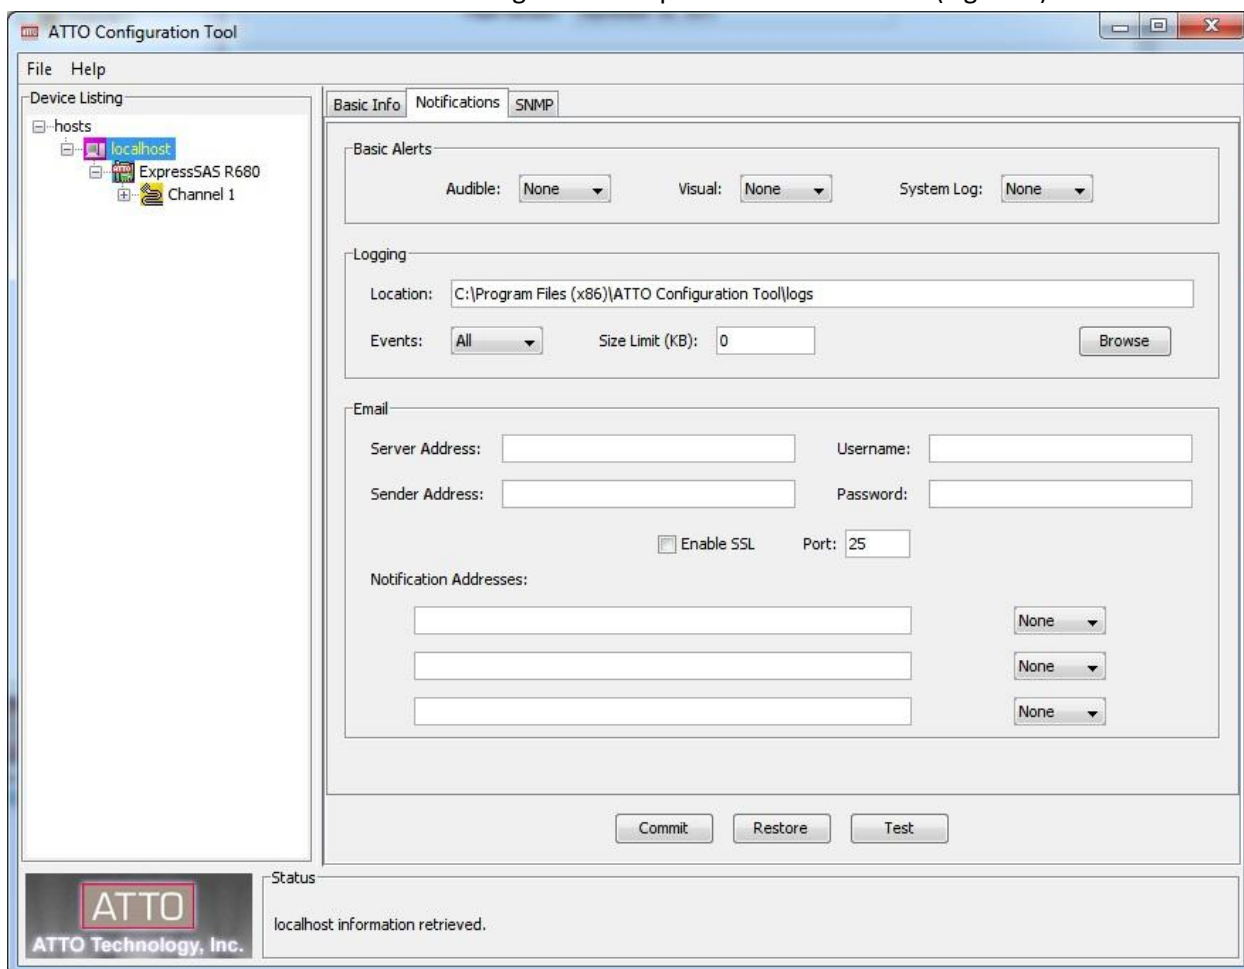 ATTO Configuration Tool
File Help
Device Listing
hosts
localhost
ExpressSAS R680
Channel 1
Basic Info Notifications SNMP
Basic Alerts
Audible: None Visual: None System Log: None
Logging
Location: C:\Program Files (x86)\ATTO Configuration Tool\logs
Events: All Size Limit (KB): 0 Browse
Email
Server Address: Username:
Sender Address: Password:
Enable SSL Port: 25
Notification Addresses:
None
None
None
Commit Restore Test
ATTO
ATTO Technology, Inc.
Status
localhost information retrieved.